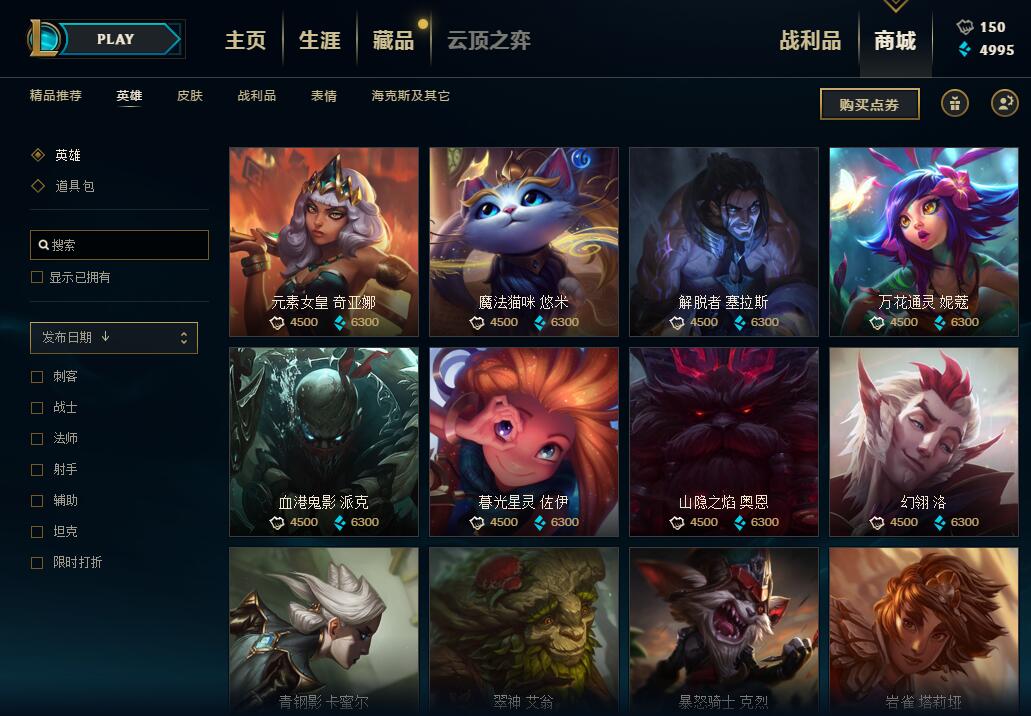 PLAY
主页 生涯 藏品 云顶之弈 战利品 商城 150
4995
精品推荐 英雄 皮肤 战利品 表情 海克斯及其它
购买点券
英雄
道具包
搜索
显示已拥有
发布日期 ↓
刺客
战士
法师
射手
辅助
坦克
限时打折
元素女皇 奇亚娜 魔法猫咪 悠米 解脱者 塞拉斯 万花通灵 妮蔻
4500 6300 4500 6300 4500 6300 4500 6300
血港鬼影 派克 暮光星灵 佐伊 山隐之焰 奥恩 幻翎 洛
4500 6300 4500 6300 4500 6300 4500 6300
青钢影 卡蜜尔 翠神 艾翁 暴怒骑士 克烈 岩雀 塔莉垭